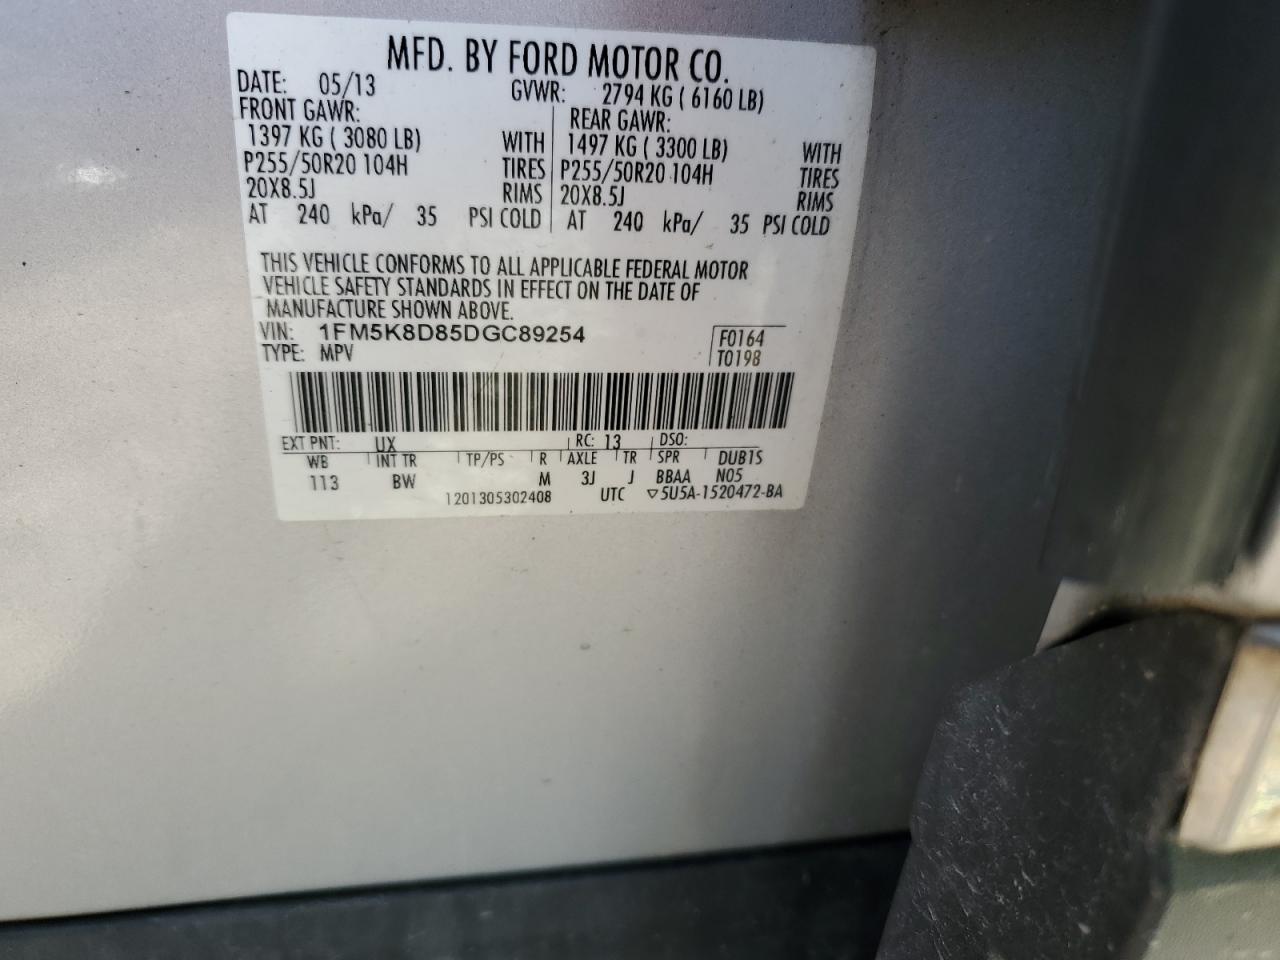 MFD. BY FORD MOTOR CO.
DATE: 05/13 GVWR: 2794 KG ( 6160 LB)
FRONT GAWR: REAR GAWR:
1397 KG ( 3080 LB) WITH 1497 KG ( 3300 LB) WITH
P255/50R20 104H TIRES P255/50R20 104H TIRES
20X8.5J RIMS 20X8.5J RIMS
AT 240 kPa/ 35 PSI COLD AT 240 kPa/ 35 PSI COLD
THIS VEHICLE CONFORMS TO ALL APPLICABLE FEDERAL MOTOR
VEHICLE SAFETY STANDARDS IN EFFECT ON THE DATE OF
MANUFACTURE SHOWN ABOVE.
VIN: 1FM5K8D85DGC89254 F0164
TYPE: MPV T0198
EXT PNT: UX RC: 13 DSO:
WB INT TR TP/PS R AXLE TR SPR DUB1S
113 BW M 3J J BBAA N05
1201305302408 UTC ▽5U5A-1520472-BA